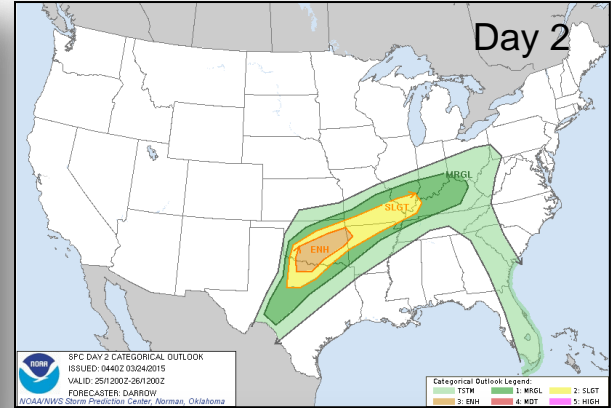 Day 2
MRGL
SLGT
ENH
NOAA
SPC DAY 2 CATEGORICAL OUTLOOK
ISSUED: 0440Z 03/24/2015
VALID: 25/1200Z-26/1200Z
FORECASTER: DARROW
NOAA/NWS Storm Prediction Center, Norman, Oklahoma
Categorical Outlook Legend:
TSTM 1: MRGL 2: SLGT
3: ENH 4: MDT 5: HIGH